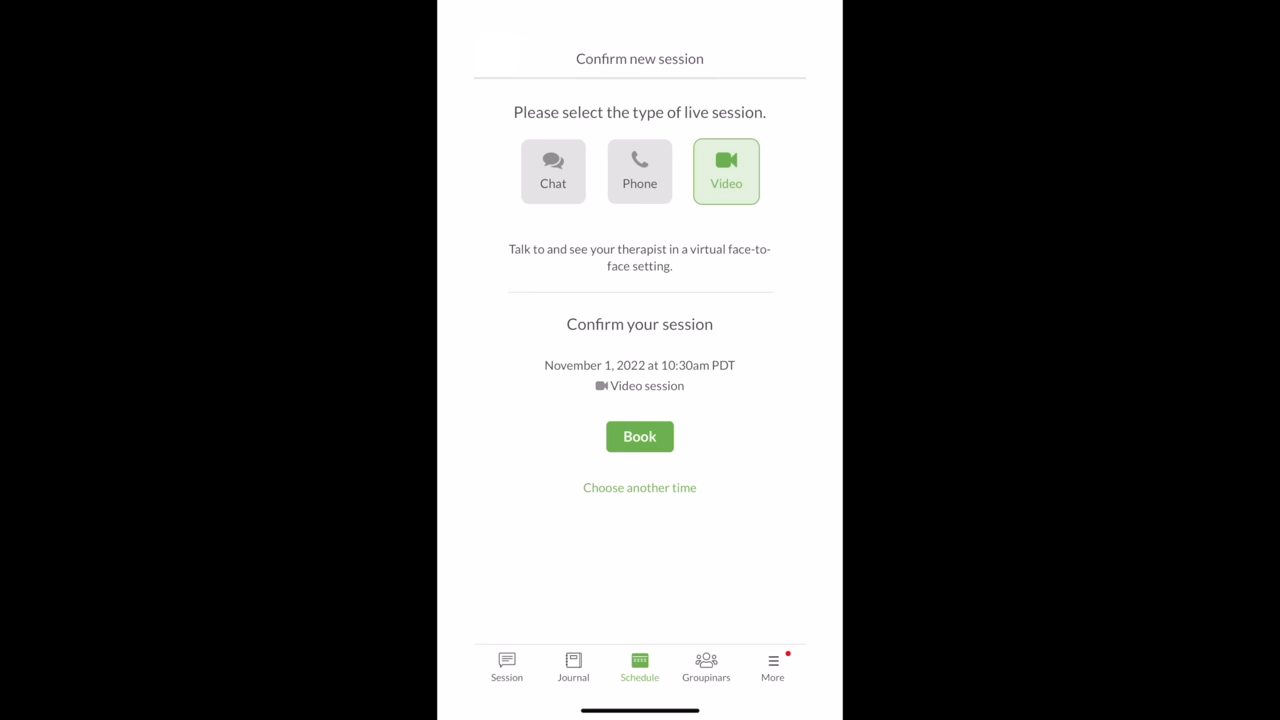 Confirm new session
Please select the type of live session.
Chat
Phone
Video
Talk to and see your therapist in a virtual face-to-
face setting.
Confirm your session
November 1, 2022 at 10:30am PDT
Video session
Book
Choose another time
Session
Journal
Schedule
Groupinars
More